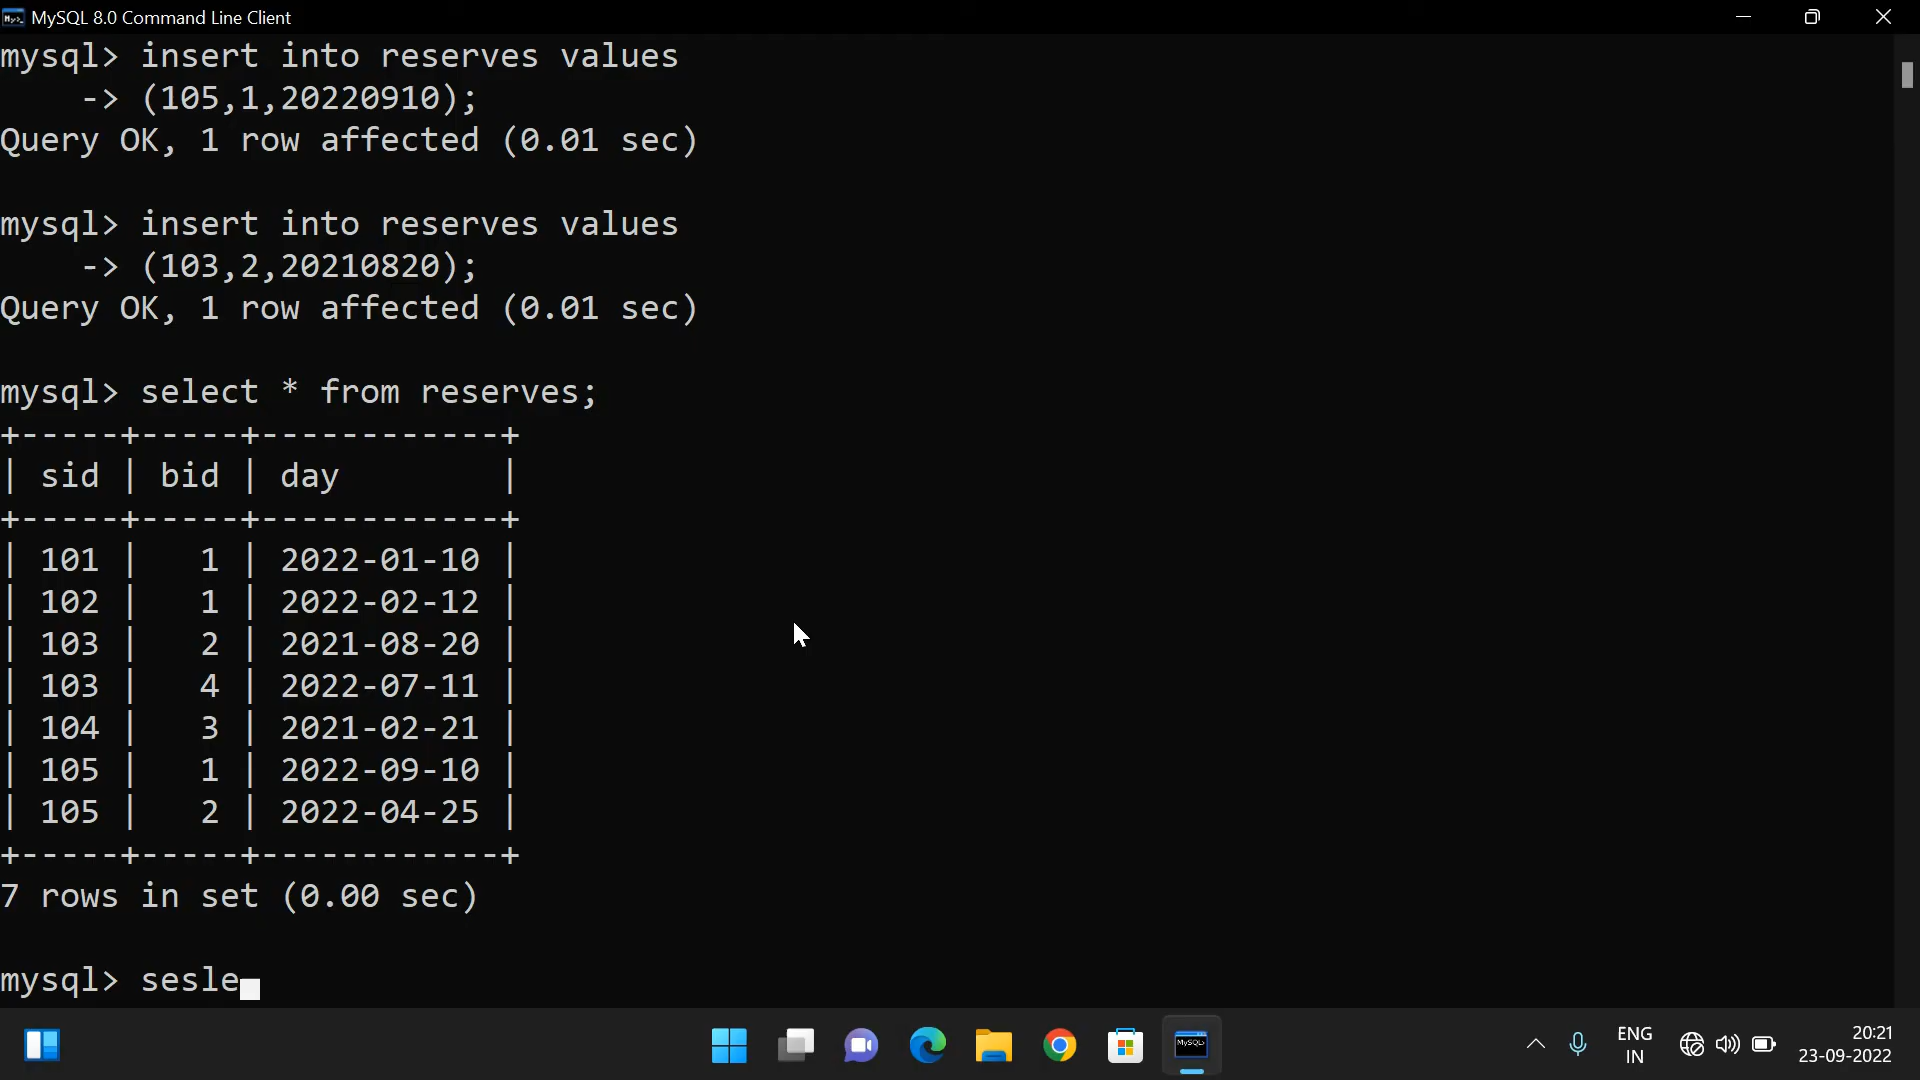 MySQL 8.0 Command Line Client
mysql> insert into reserves values
    -> (105,1,20220910);
Query OK, 1 row affected (0.01 sec)
mysql> insert into reserves values
    -> (103,2,20210820);
Query OK, 1 row affected (0.01 sec)
mysql> select * from reserves;
+-----+-----+------------+
| sid | bid | day        |
+-----+-----+------------+
| 101 |   1 | 2022-01-10 |
| 102 |   1 | 2022-02-12 |
| 103 |   2 | 2021-08-20 |
| 103 |   4 | 2022-07-11 |
| 104 |   3 | 2021-02-21 |
| 105 |   1 | 2022-09-10 |
| 105 |   2 | 2022-04-25 |
+-----+-----+------------+
7 rows in set (0.00 sec)
mysql> sesle
MySQL>
ENG
IN
20:21
23-09-2022